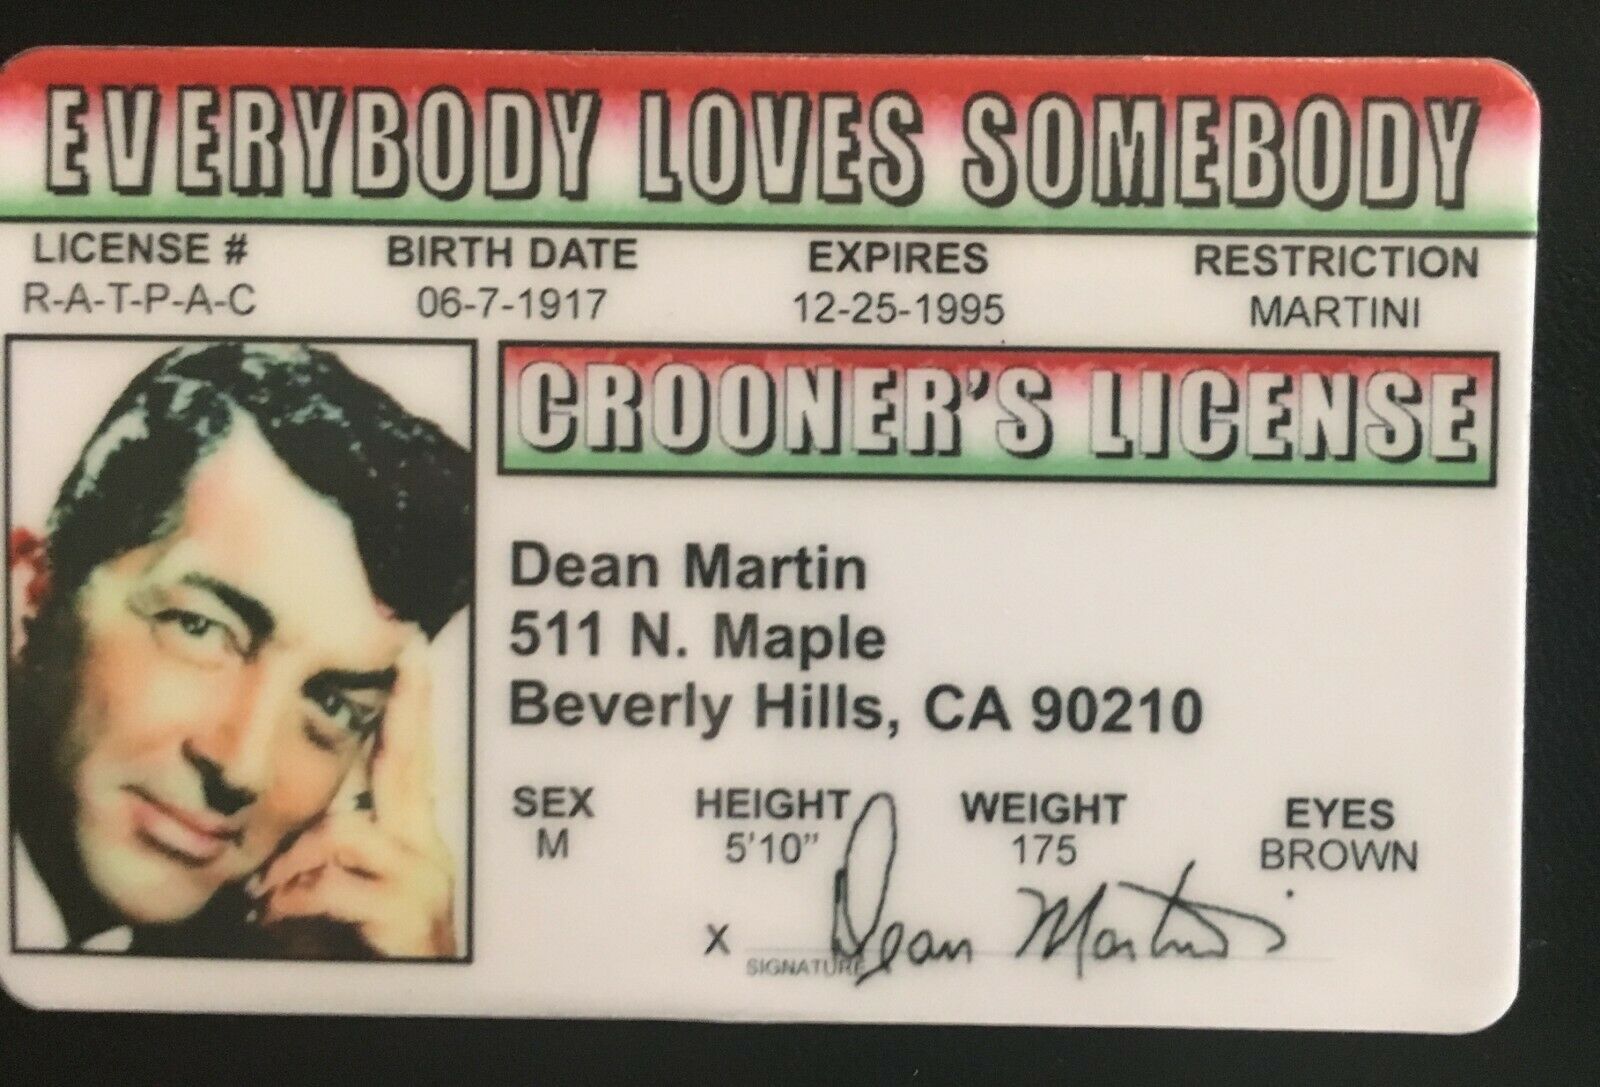 EVERYBODY LOVES SOMEBODY
LICENSE # BIRTH DATE EXPIRES RESTRICTION
R-A-T-P-A-C 06-7-1917 12-25-1995 MARTINI
CROONER'S LICENSE
Dean Martin
511 N. Maple
Beverly Hills, CA 90210
SEX HEIGHT WEIGHT EYES
M 5'10" 175 BROWN
X Dean Martin
SIGNATURE